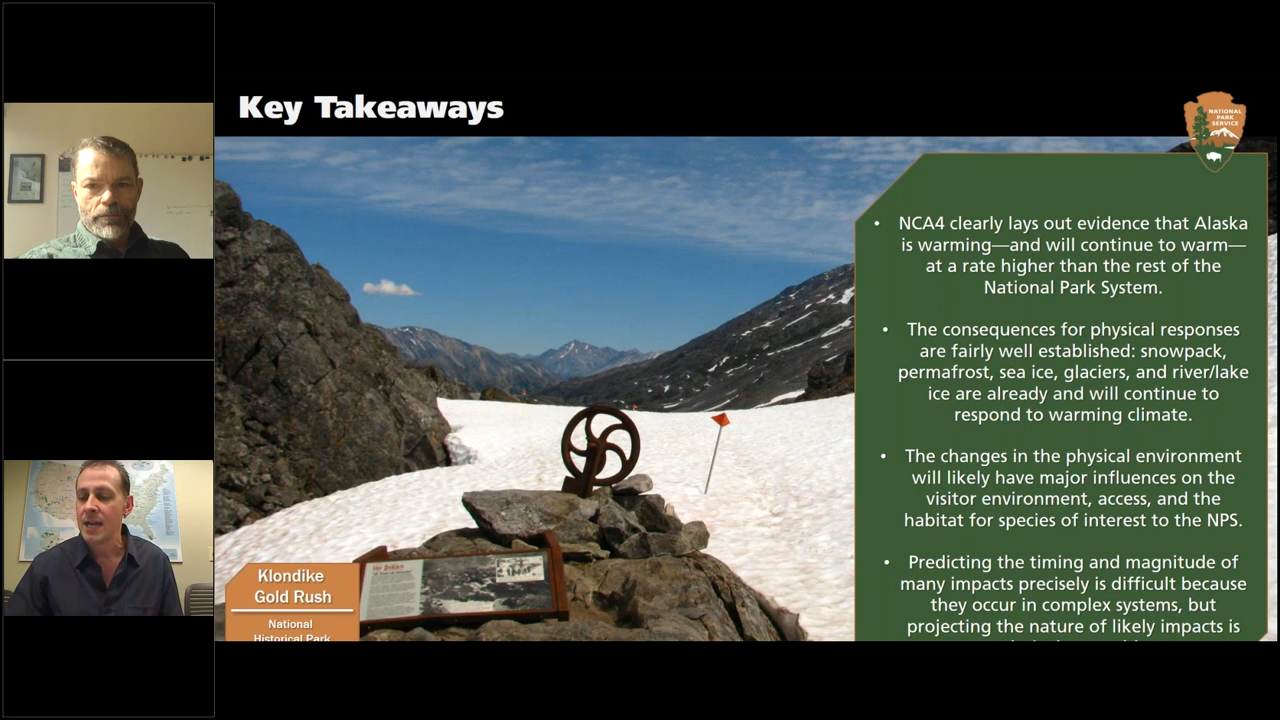 Key Takeaways
NATIONAL
PARK
SERVICE
• NCA4 clearly lays out evidence that Alaska
is warming—and will continue to warm—
at a rate higher than the rest of the
National Park System.
• The consequences for physical responses
are fairly well established: snowpack,
permafrost, sea ice, glaciers, and river/lake
ice are already and will continue to
respond to warming climate.
• The changes in the physical environment
will likely have major influences on the
visitor environment, access, and the
habitat for species of interest to the NPS.
• Predicting the timing and magnitude of
many impacts precisely is difficult because
they occur in complex systems, but
projecting the nature of likely impacts is
Klondike
Gold Rush
National
Historical Park